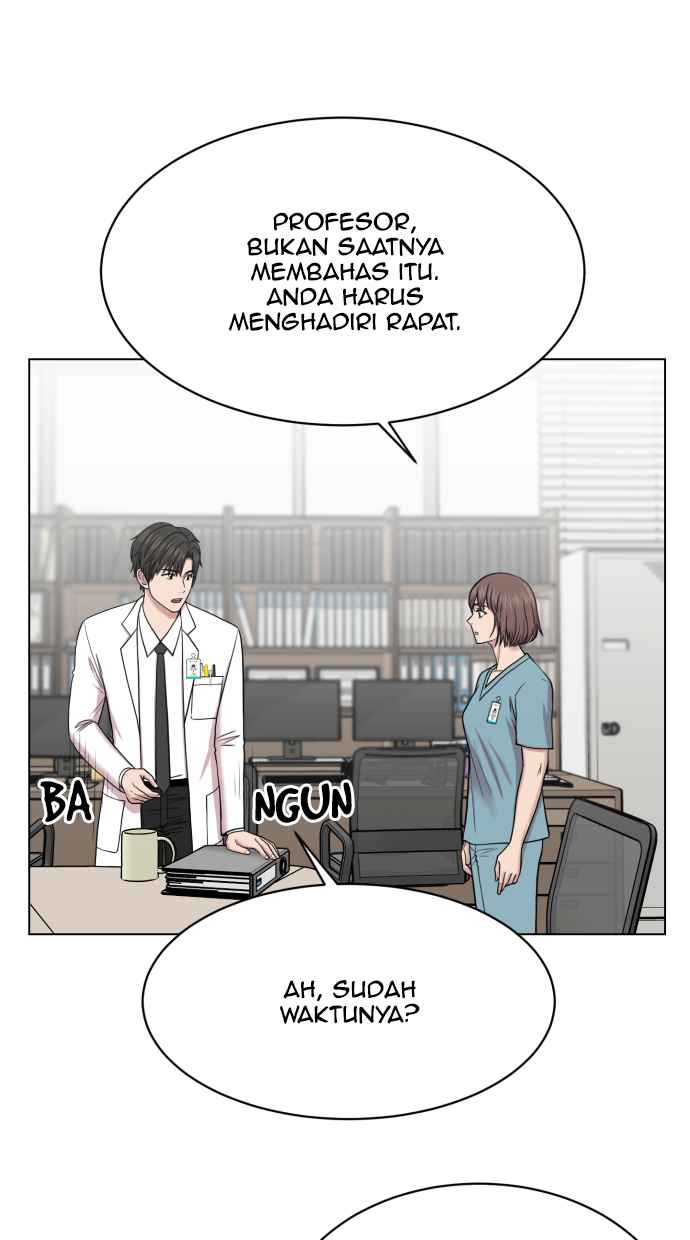 PROFESOR,
BUKAN SAATNYA
MEMBAHAS ITU.
ANDA HARUS
MENGHADIRI RAPAT.
BA NGUN
AH, SUDAH
WAKTUNYA?